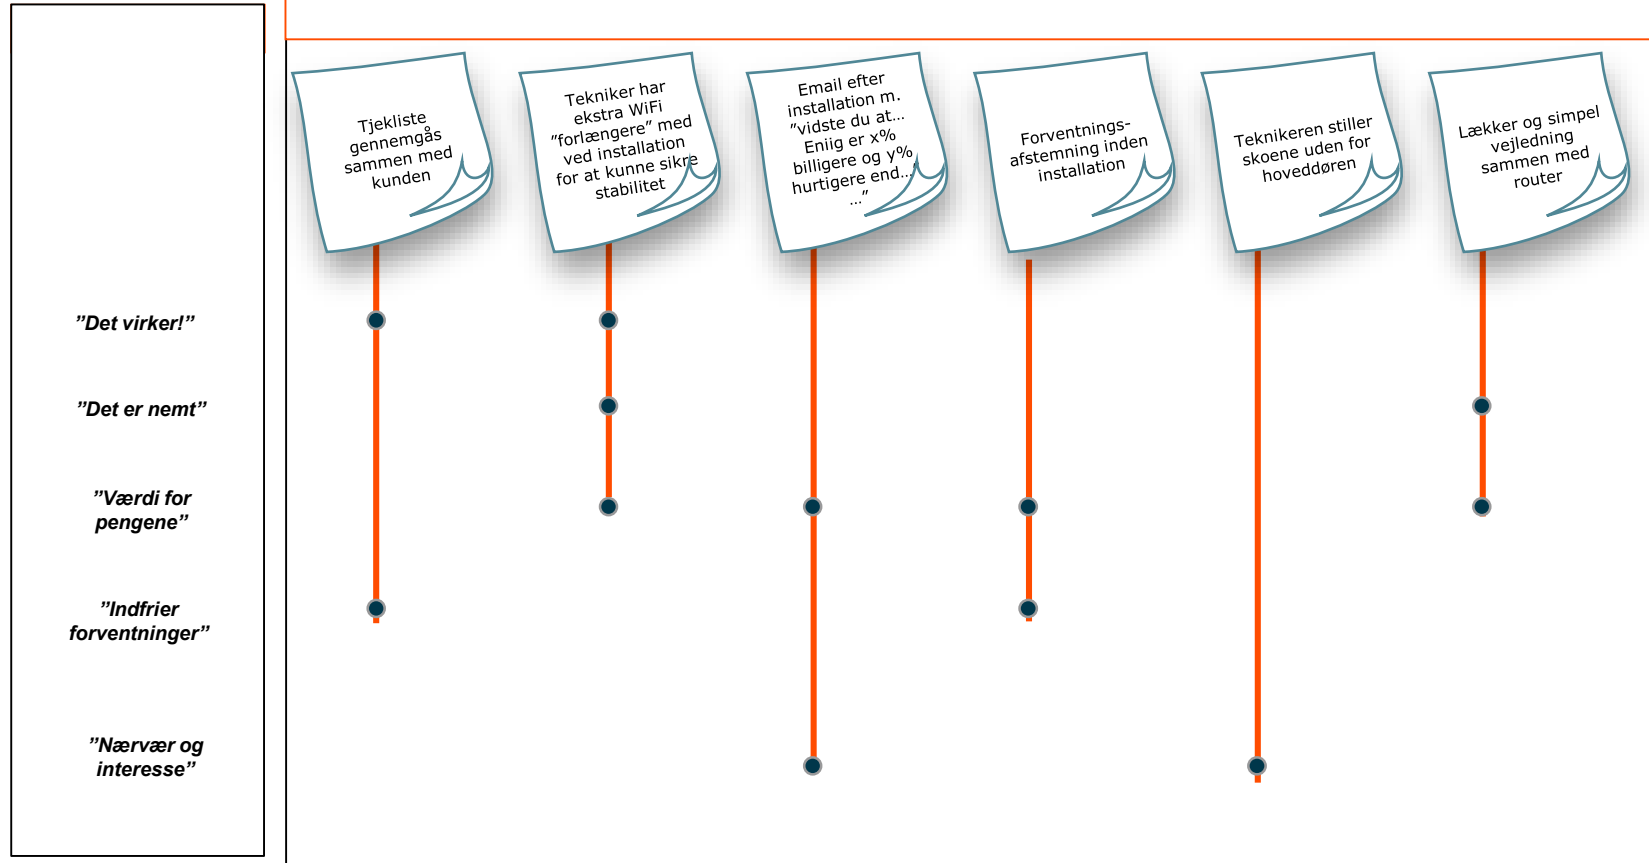 Tjekliste
gennemgås
sammen med
kunden
Tekniker har
ekstra WiFi
”forlængere” med
ved installation
for at kunne sikre
stabilitet
Email efter
installation m.
”vidste du at…
Eniig er x%
billigere og y%
hurtigere end…
…”
Forventnings-
afstemning inden
installation
Teknikeren stiller
skoene uden for
hoveddøren
Lækker og simpel
vejledning
sammen med
router
”Det virker!”
”Det er nemt”
”Værdi for
pengene”
”Indfrier
forventninger”
”Nærvær og
interesse”